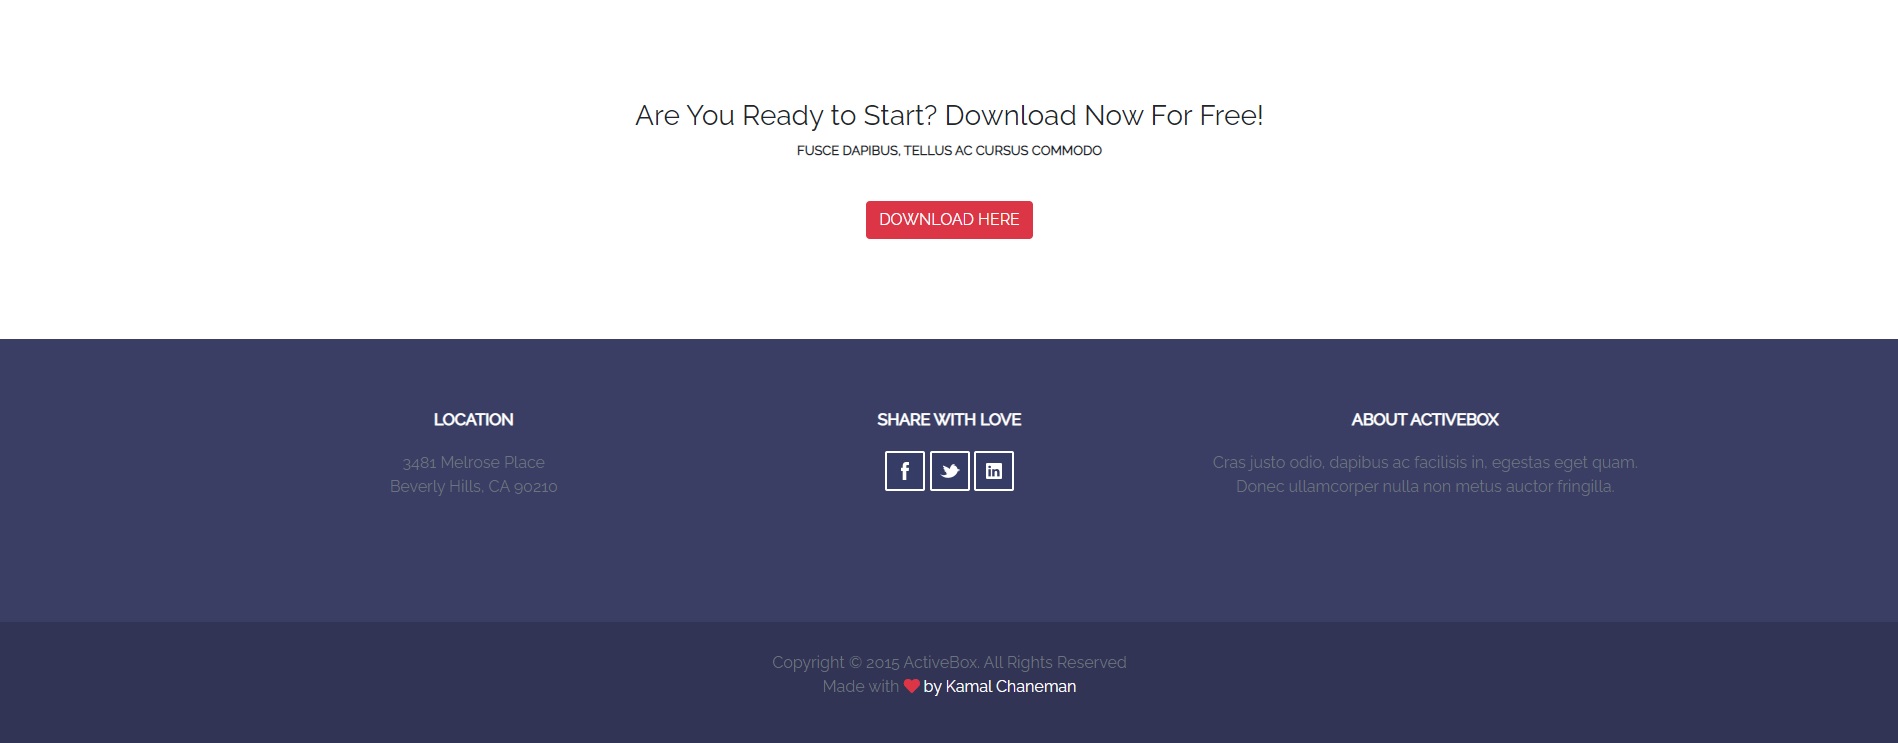 Are You Ready to Start? Download Now For Free!
FUSCE DAPIBUS, TELLUS AC CURSUS COMMODO
DOWNLOAD HERE
LOCATION
3481 Melrose Place
Beverly Hills, CA 90210
SHARE WITH LOVE
ABOUT ACTIVEBOX
Cras justo odio, dapibus ac facilisis in, egestas eget quam.
Donec ullamcorper nulla non metus auctor fringilla.
Copyright © 2015 ActiveBox. All Rights Reserved
Made with ❤ by Kamal Chaneman